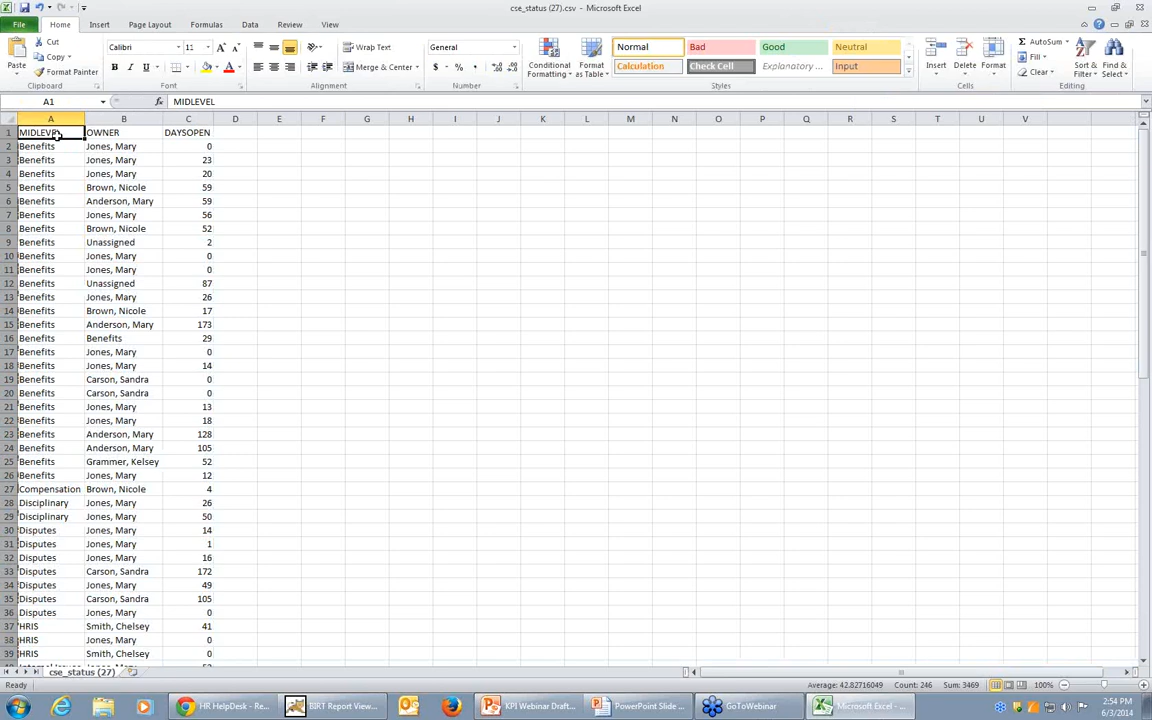 cse_status (27).csv - Microsoft Excel
File Home Insert Page Layout Formulas Data Review View
Paste Cut Copy Format Painter
Calibri 11 A A
B I U A
Wrap Text
Merge & Center
General
$ % , .0 .00 .00 .0
Conditional Formatting Format as Table
Normal Bad Good Neutral
Calculation Check Cell Explanatory ... Input
Insert Delete Format
AutoSum Fill Clear
Sort & Filter Find & Select
Clipboard Font Alignment Number Styles Cells Editing
A1 fx MIDLEVEL
A B C D E F G H I J K L M N O P Q R S T U V
1 MIDLEVEL OWNER DAYSOPEN
2 Benefits Jones, Mary 0
3 Benefits Jones, Mary 23
4 Benefits Jones, Mary 20
5 Benefits Brown, Nicole 59
6 Benefits Anderson, Mary 59
7 Benefits Jones, Mary 56
8 Benefits Brown, Nicole 52
9 Benefits Unassigned 2
10 Benefits Jones, Mary 0
11 Benefits Jones, Mary 0
12 Benefits Unassigned 87
13 Benefits Jones, Mary 26
14 Benefits Brown, Nicole 17
15 Benefits Anderson, Mary 173
16 Benefits Benefits 29
17 Benefits Jones, Mary 0
18 Benefits Jones, Mary 14
19 Benefits Carson, Sandra 0
20 Benefits Carson, Sandra 0
21 Benefits Jones, Mary 13
22 Benefits Jones, Mary 18
23 Benefits Anderson, Mary 128
24 Benefits Anderson, Mary 105
25 Benefits Grammer, Kelsey 52
26 Benefits Jones, Mary 12
27 Compensation Brown, Nicole 4
28 Disciplinary Jones, Mary 26
29 Disciplinary Jones, Mary 50
30 Disputes Jones, Mary 14
31 Disputes Jones, Mary 1
32 Disputes Jones, Mary 16
33 Disputes Carson, Sandra 172
34 Disputes Jones, Mary 49
35 Disputes Carson, Sandra 105
36 Disputes Jones, Mary 0
37 HRIS Smith, Chelsey 41
38 HRIS Jones, Mary 0
39 HRIS Smith, Chelsey 0
cse_status (27)
Ready Average: 42.82716049 Count: 246 Sum: 3469 100%
HR HelpDesk - Re... BIRT Report View... KPI Webinar Draft... PowerPoint Slide ... GoToWebinar Microsoft Excel - ...
2:54 PM
6/3/2014